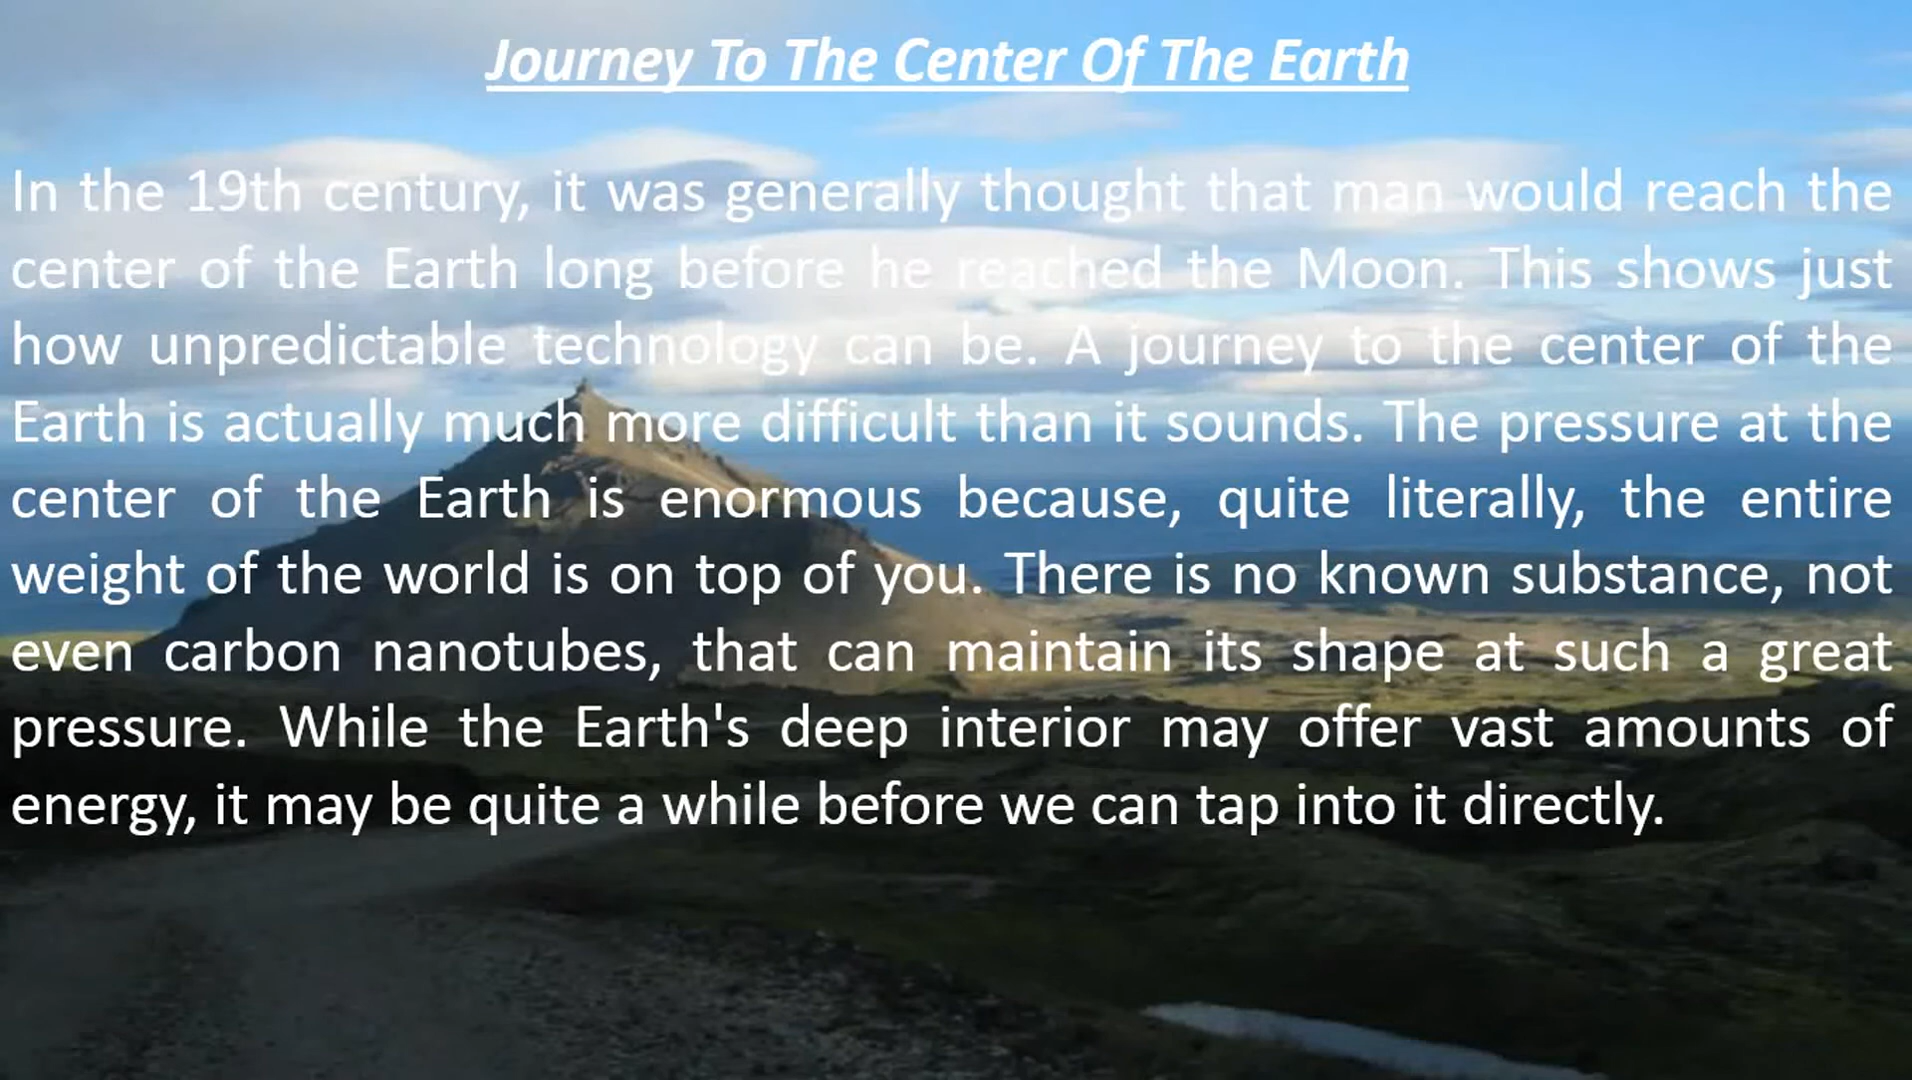 Journey To The Center Of The Earth
In the 19th century, it was generally thought that man would reach the
center of the Earth long before he reached the Moon. This shows just
how unpredictable technology can be. A journey to the center of the
Earth is actually much more difficult than it sounds. The pressure at the
center of the Earth is enormous because, quite literally, the entire
weight of the world is on top of you. There is no known substance, not
even carbon nanotubes, that can maintain its shape at such a great
pressure. While the Earth's deep interior may offer vast amounts of
energy, it may be quite a while before we can tap into it directly.